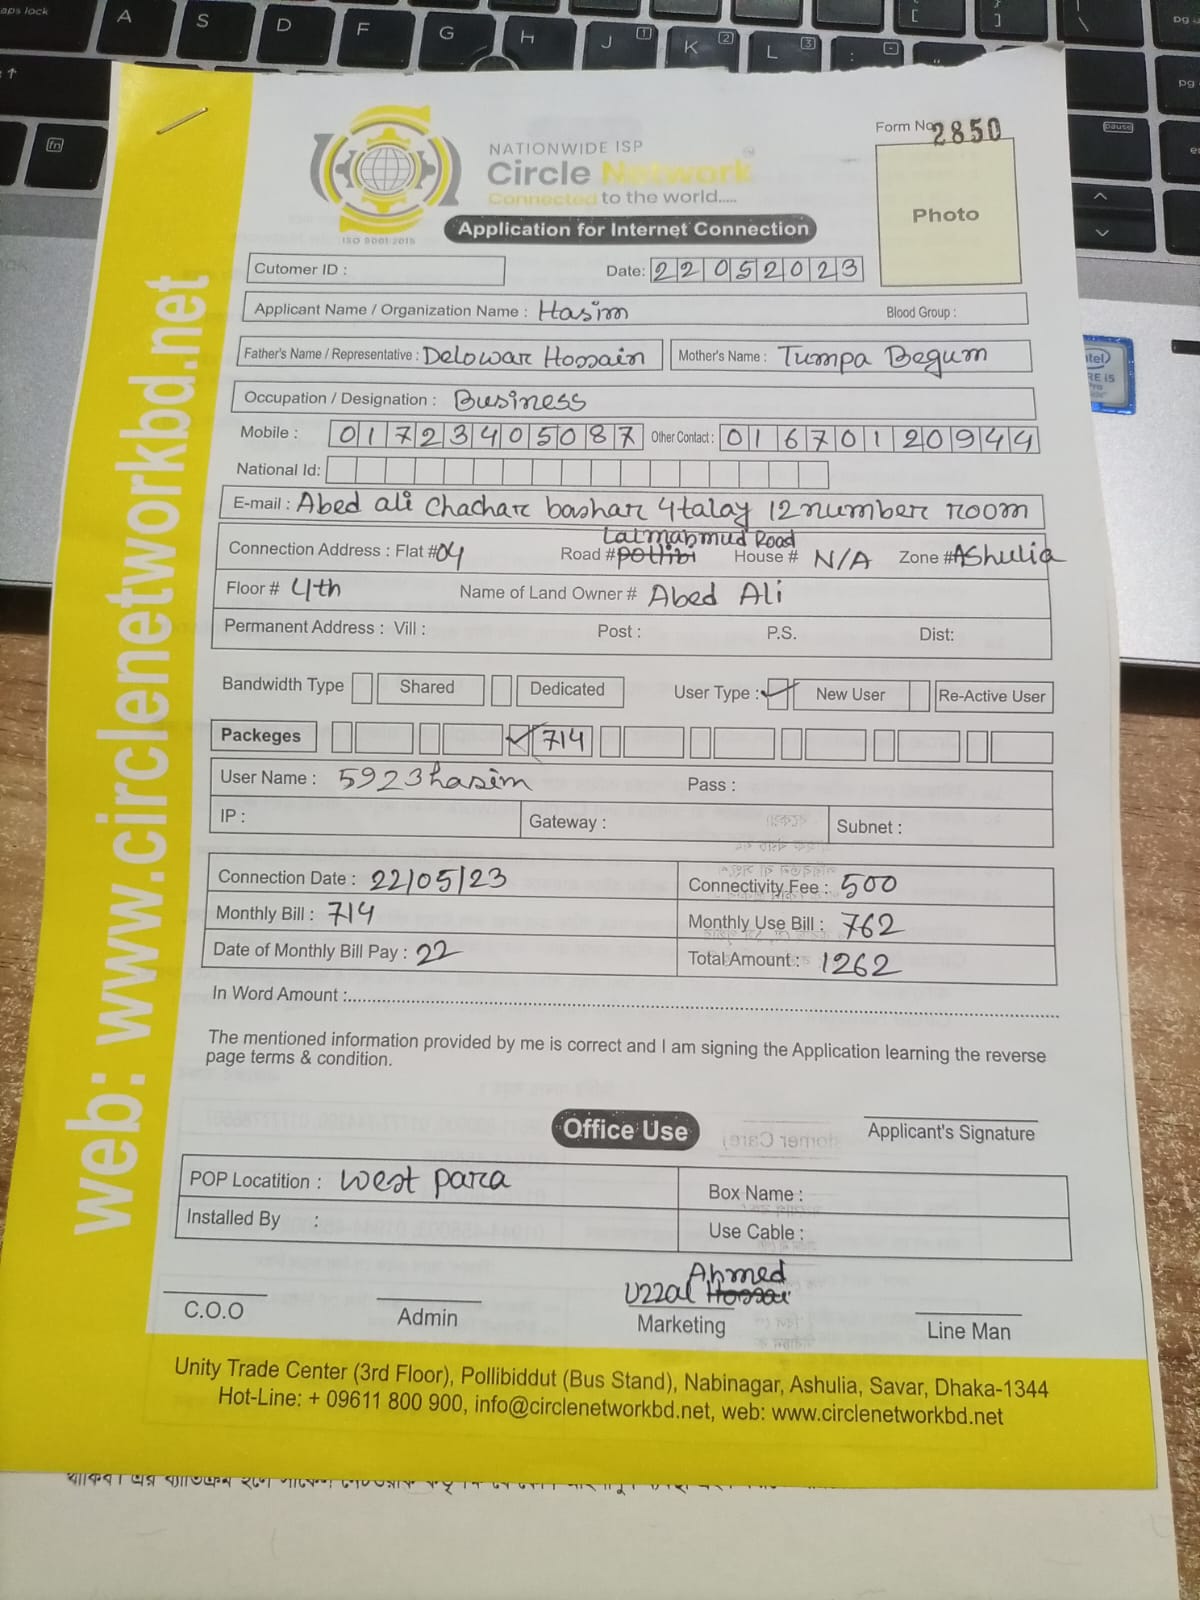 Form No. 2850
NATIONWIDE ISP
Circle Network
Connected to the world.....
ISO 9001:2015
Application for Internet Connection
Photo
Cutomer ID :
Date: 22052023
Applicant Name / Organization Name : Hasim Blood Group :
Father's Name / Representative : Delowar Hossain Mother's Name : Tumpa Begum
Occupation / Designation : Business
Mobile : 01723405087 Other Contact : 01670120944
National Id:
E-mail : Abed ali chachar bashar 4talay 12number room
Lalmahmud Road
Connection Address : Flat #04 Road # House # N/A Zone #AShulia
Floor # 4th Name of Land Owner # Abed Ali
Permanent Address : Vill : Post : P.S. Dist:
Bandwidth Type Shared Dedicated User Type : New User Re-Active User
Packeges 714
User Name : 5923hasim Pass :
IP : Gateway : Subnet :
Connection Date : 22/05/23 Connectivity Fee : 500
Monthly Bill : 714 Monthly Use Bill : 762
Date of Monthly Bill Pay : 22 Total Amount : 1262
In Word Amount :
The mentioned information provided by me is correct and I am signing the Application learning the reverse
page terms & condition.
Office Use
Applicant's Signature
POP Locatition : west para Box Name :
Installed By : Use Cable :
Ahmed
Uzzal Hossai
C.O.O Admin Marketing Line Man
Unity Trade Center (3rd Floor), Pollibiddut (Bus Stand), Nabinagar, Ashulia, Savar, Dhaka-1344
Hot-Line: + 09611 800 900, info@circlenetworkbd.net, web: www.circlenetworkbd.net
web: www.circlenetworkbd.net